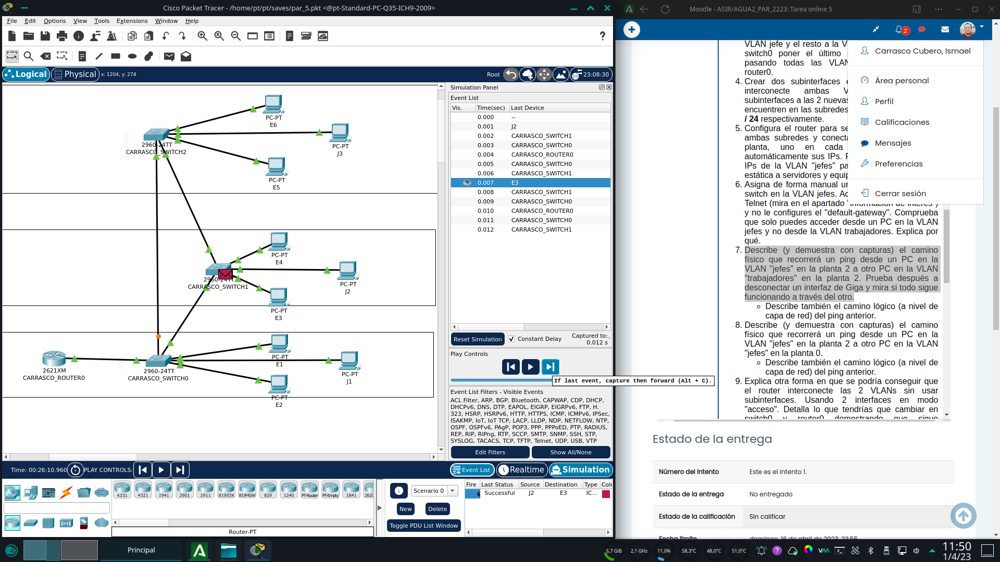 Cisco Packet Tracer - /home/pt/pt/saves/par_5.pkt <@pt-Standard-PC-Q35-ICH9-2009>
File Edit Options View Tools Extensions Window Help
Logical Physical x: 1204, y: 274
Root 23:08:30
PC-PT
E6
2960-24TT
CARRASCO_SWITCH2
PC-PT
J3
PC-PT
E5
PC-PT
E4
2960-24TT
CARRASCO_SWITCH1
PC-PT
J2
PC-PT
E3
2621XM
CARRASCO_ROUTER0
2960-24TT
CARRASCO_SWITCH0
PC-PT
E1
PC-PT
J1
PC-PT
E2
Simulation Panel
Event List
Vis. Time(sec) Last Device
0.000 --
0.001 J2
0.002 CARRASCO_SWITCH1
0.003 CARRASCO_SWITCH0
0.004 CARRASCO_ROUTER0
0.005 CARRASCO_SWITCH0
0.006 CARRASCO_SWITCH1
0.007 E3
0.008 CARRASCO_SWITCH1
0.009 CARRASCO_SWITCH0
0.010 CARRASCO_ROUTER0
0.011 CARRASCO_SWITCH0
0.012 CARRASCO_SWITCH1
Reset Simulation Constant Delay Captured to:
0.012 s
Play Controls
If last event, capture then forward (Alt + C).
Event List Filters - Visible Events
ACL Filter, ARP, BGP, Bluetooth, CAPWAP, CDP, DHCP,
DHCPv6, DNS, DTP, EAPOL, EIGRP, EIGRPv6, FTP, H.
323, HSRP, HSRPv6, HTTP, HTTPS, ICMP, ICMPv6, IPSec,
ISAKMP, IoT, IoT TCP, LACP, LLDP, NDP, NETFLOW, NTP,
OSPF, OSPFv6, PAgP, POP3, PPP, PPPoED, PTP, RADIUS,
REP, RIP, RIPng, RTP, SCCP, SMTP, SNMP, SSH, STP,
SYSLOG, TACACS, TCP, TFTP, Telnet, UDP, USB, VTP
Edit Filters Show All/None
Time: 00:26:10.960 PLAY CONTROLS:
Event List Realtime Simulation
4331 4321 1941 2901 2911 819IOX 819HGW 829 1240 PT-Router PT-Empty 1841 2620
Router-PT
Scenario 0
New Delete
Toggle PDU List Window
Fire Last Status Source Destination Type Colo
Successful J2 E3 IC...
Moodle - ASIR/AGUA2_PAR_2223: Tarea online 5
2
Carrasco Cubero, Ismael
Área personal
Perfil
Calificaciones
Mensajes
Preferencias
Cerrar sesión
VLAN jefe y el resto a la V
switch0 poner el último
pasando todas las VLAN
router0.
4. Crear dos subinterfaces
interconecte ambas V
subinterfaces a las 2 nuevas
encuentren en las subredes
/ 24 respectivamente.
5. Configura el router para se
ambas subredes y conecta
planta, uno en cada
automáticamente sus IPs.
IPs de la VLAN "jefes" pa
estática a servidores y equip
6. Asigna de forma manual un
switch en la VLAN jefes. Ac
Telnet (mira en el apartado "información de interés")
y no le configures el "default-gateway". Comprueba
que solo puedes acceder desde un PC en la VLAN
jefes y no desde la VLAN trabajadores. Explica por
qué.
7. Describe (y demuestra con capturas) el camino
físico que recorrerá un ping desde un PC en la
VLAN "jefes" en la planta 2 a otro PC en la VLAN
"trabajadores" en la planta 2. Prueba después a
desconectar un interfaz de Giga y mira si todo sigue
funcionando a través del otro.
Describe también el camino lógico (a nivel de
capa de red) del ping anterior.
8. Describe (y demuestra con capturas) el camino
físico que recorrerá un ping desde un PC en la
VLAN "jefes" en la planta 2 a otro PC en la VLAN
"jefes" en la planta 0.
Describe también el camino lógico (a nivel de
capa de red) del ping anterior.
9. Explica otra forma en que se podría conseguir que
el router interconecte las 2 VLANs sin usar
subinterfaces. Usando 2 interfaces en modo
"acceso". Detalla lo que tendrías que cambiar en
switch0 y router0 demostrando que sigue
Estado de la entrega
Número del intento Este es el intento 1.
Estado de la entrega No entregado
Estado de la calificación Sin calificar
Fecha límite domingo, 16 de abril de 2023, 23:55
Principal
6,7 GiB 2,1 GHz 11,0% 58,3°C 48,0°C 51,0°C
11:50
1/4/23